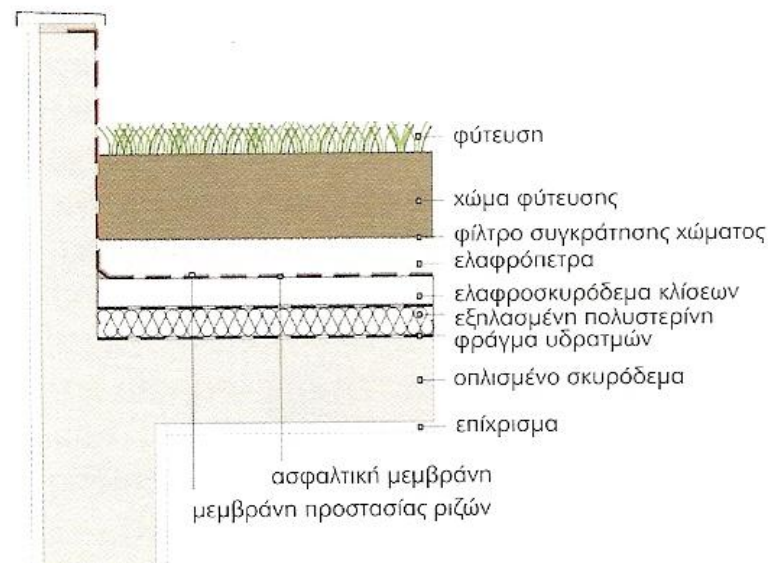 φύτευση
χώμα φύτευσης
φίλτρο συγκράτησης χώματος
ελαφρόπετρα
ελαφροσκυρόδεμα κλίσεων
εξηλασμένη πολυστερίνη
φράγμα υδρατμών
οπλισμένο σκυρόδεμα
επίχρισμα
ασφαλτική μεμβράνη
μεμβράνη προστασίας ριζών